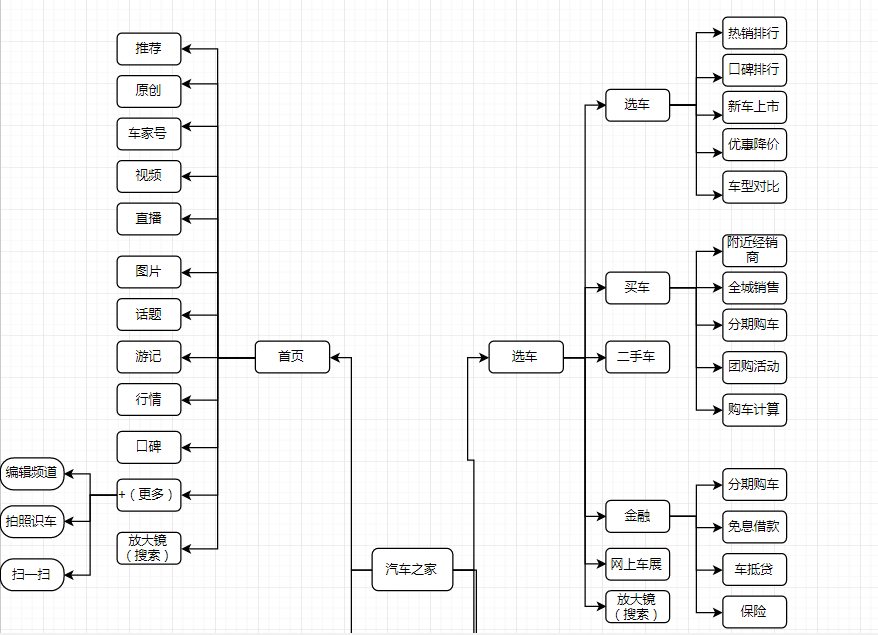 推荐
原创
车家号
视频
直播
图片
话题
游记
行情
口碑
+（更多）
放大镜
（搜索）
编辑频道
拍照识车
扫一扫
首页
汽车之家
选车
选车
热销排行
口碑排行
新车上市
优惠降价
车型对比
买车
附近经销
商
全城销售
分期购车
团购活动
购车计算
二手车
金融
分期购车
免息借款
车抵贷
保险
网上车展
放大镜
（搜索）